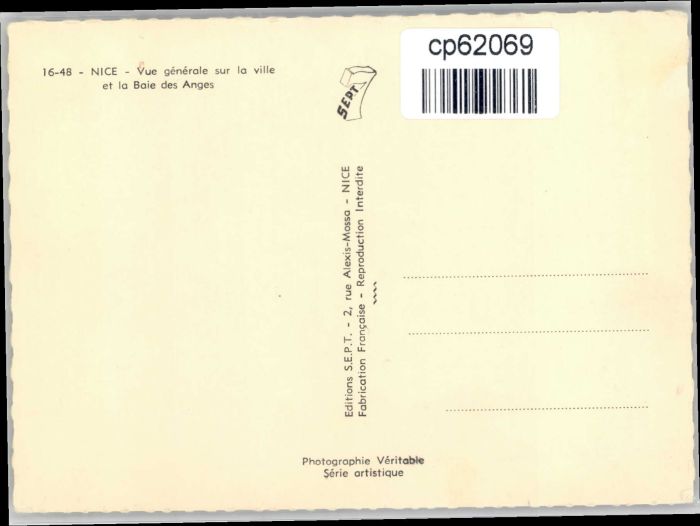 cp62069
16-48 - NICE - Vue générale sur la ville
et la Baie des Anges
SEPT
7
Editions S.E.P.T. - 2, rue Alexis-Mossa - NICE
Fabrication Française - Reproduction Interdite
Photographie Véritable
Série artistique